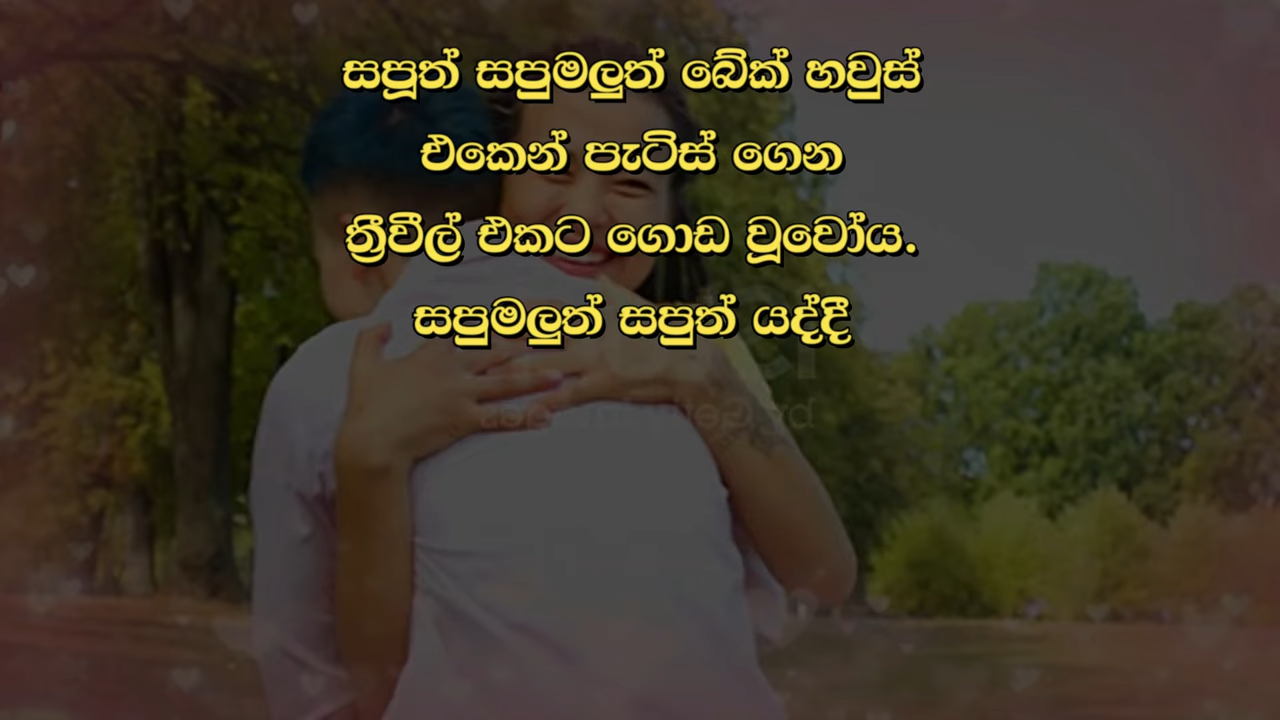 සපූත් සපුමලුත් බේක් හවුස්
එකෙන් පැටිස් ගෙන
ත්‍රීවීල් එකට ගොඩ වූවෝය.
සපුමලුත් සපුත් යද්දී